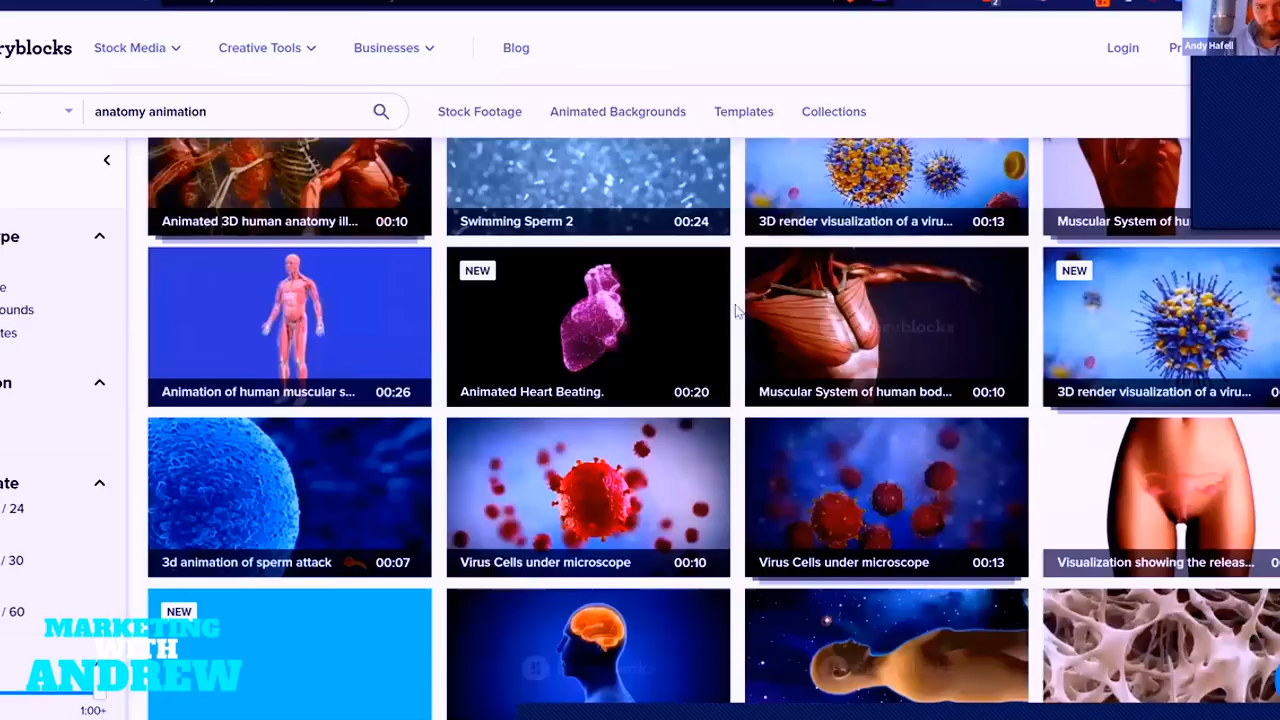 ryblocks
Stock Media
Creative Tools
Businesses
Blog
Login
Pr
Andy Hafell
anatomy animation
Stock Footage
Animated Backgrounds
Templates
Collections
Animated 3D human anatomy ill... 00:10
Swimming Sperm 2 00:24
3D render visualization of a viru... 00:13
Muscular System of hu
ype
e
ounds
tes
on
ate
/ 24
/ 30
/ 60
1:00+
Animation of human muscular s... 00:26
NEW
Animated Heart Beating. 00:20
Muscular System of human bod... 00:10
NEW
3D render visualization of a viru...
3d animation of sperm attack 00:07
Virus Cells under microscope 00:10
Virus Cells under microscope 00:13
Visualization showing the releas...
NEW
MARKETING
WITH
ANDREW